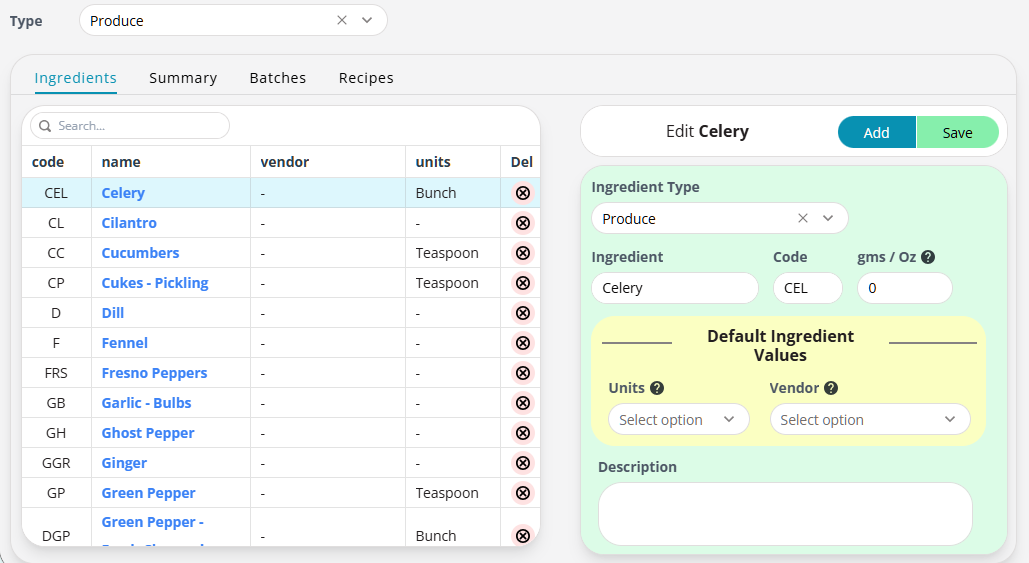 Type Produce
Ingredients Summary Batches Recipes
Search...
code name vendor units Del
CEL Celery - Bunch
CL Cilantro - -
CC Cucumbers - Teaspoon
CP Cukes - Pickling - Teaspoon
D Dill - -
F Fennel - -
FRS Fresno Peppers - -
GB Garlic - Bulbs - -
GH Ghost Pepper - -
GGR Ginger - -
GP Green Pepper - Teaspoon
Green Pepper -
DGP - Bunch
Edit Celery Add Save
Ingredient Type
Produce
Ingredient Code gms / Oz ?
Celery CEL 0
Default Ingredient
Values
Units ? Vendor ?
Select option Select option
Description